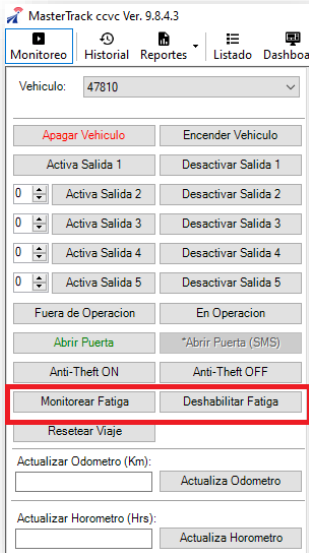 MasterTrack ccvc Ver. 9.8.4.3
Monitoreo Historial Reportes Listado Dashboa
Vehiculo: 47810
Apagar Vehiculo Encender Vehiculo
Activa Salida 1 Desactivar Salida 1
0 Activa Salida 2 Desactivar Salida 2
0 Activa Salida 3 Desactivar Salida 3
0 Activa Salida 4 Desactivar Salida 4
0 Activa Salida 5 Desactivar Salida 5
Fuera de Operacion En Operacion
Abrir Puerta *Abrir Puerta (SMS)
Anti-Theft ON Anti-Theft OFF
Monitorear Fatiga Deshabilitar Fatiga
Resetear Viaje
Actualizar Odometro (Km):
Actualiza Odometro
Actualizar Horometro (Hrs):
Actualiza Horometro